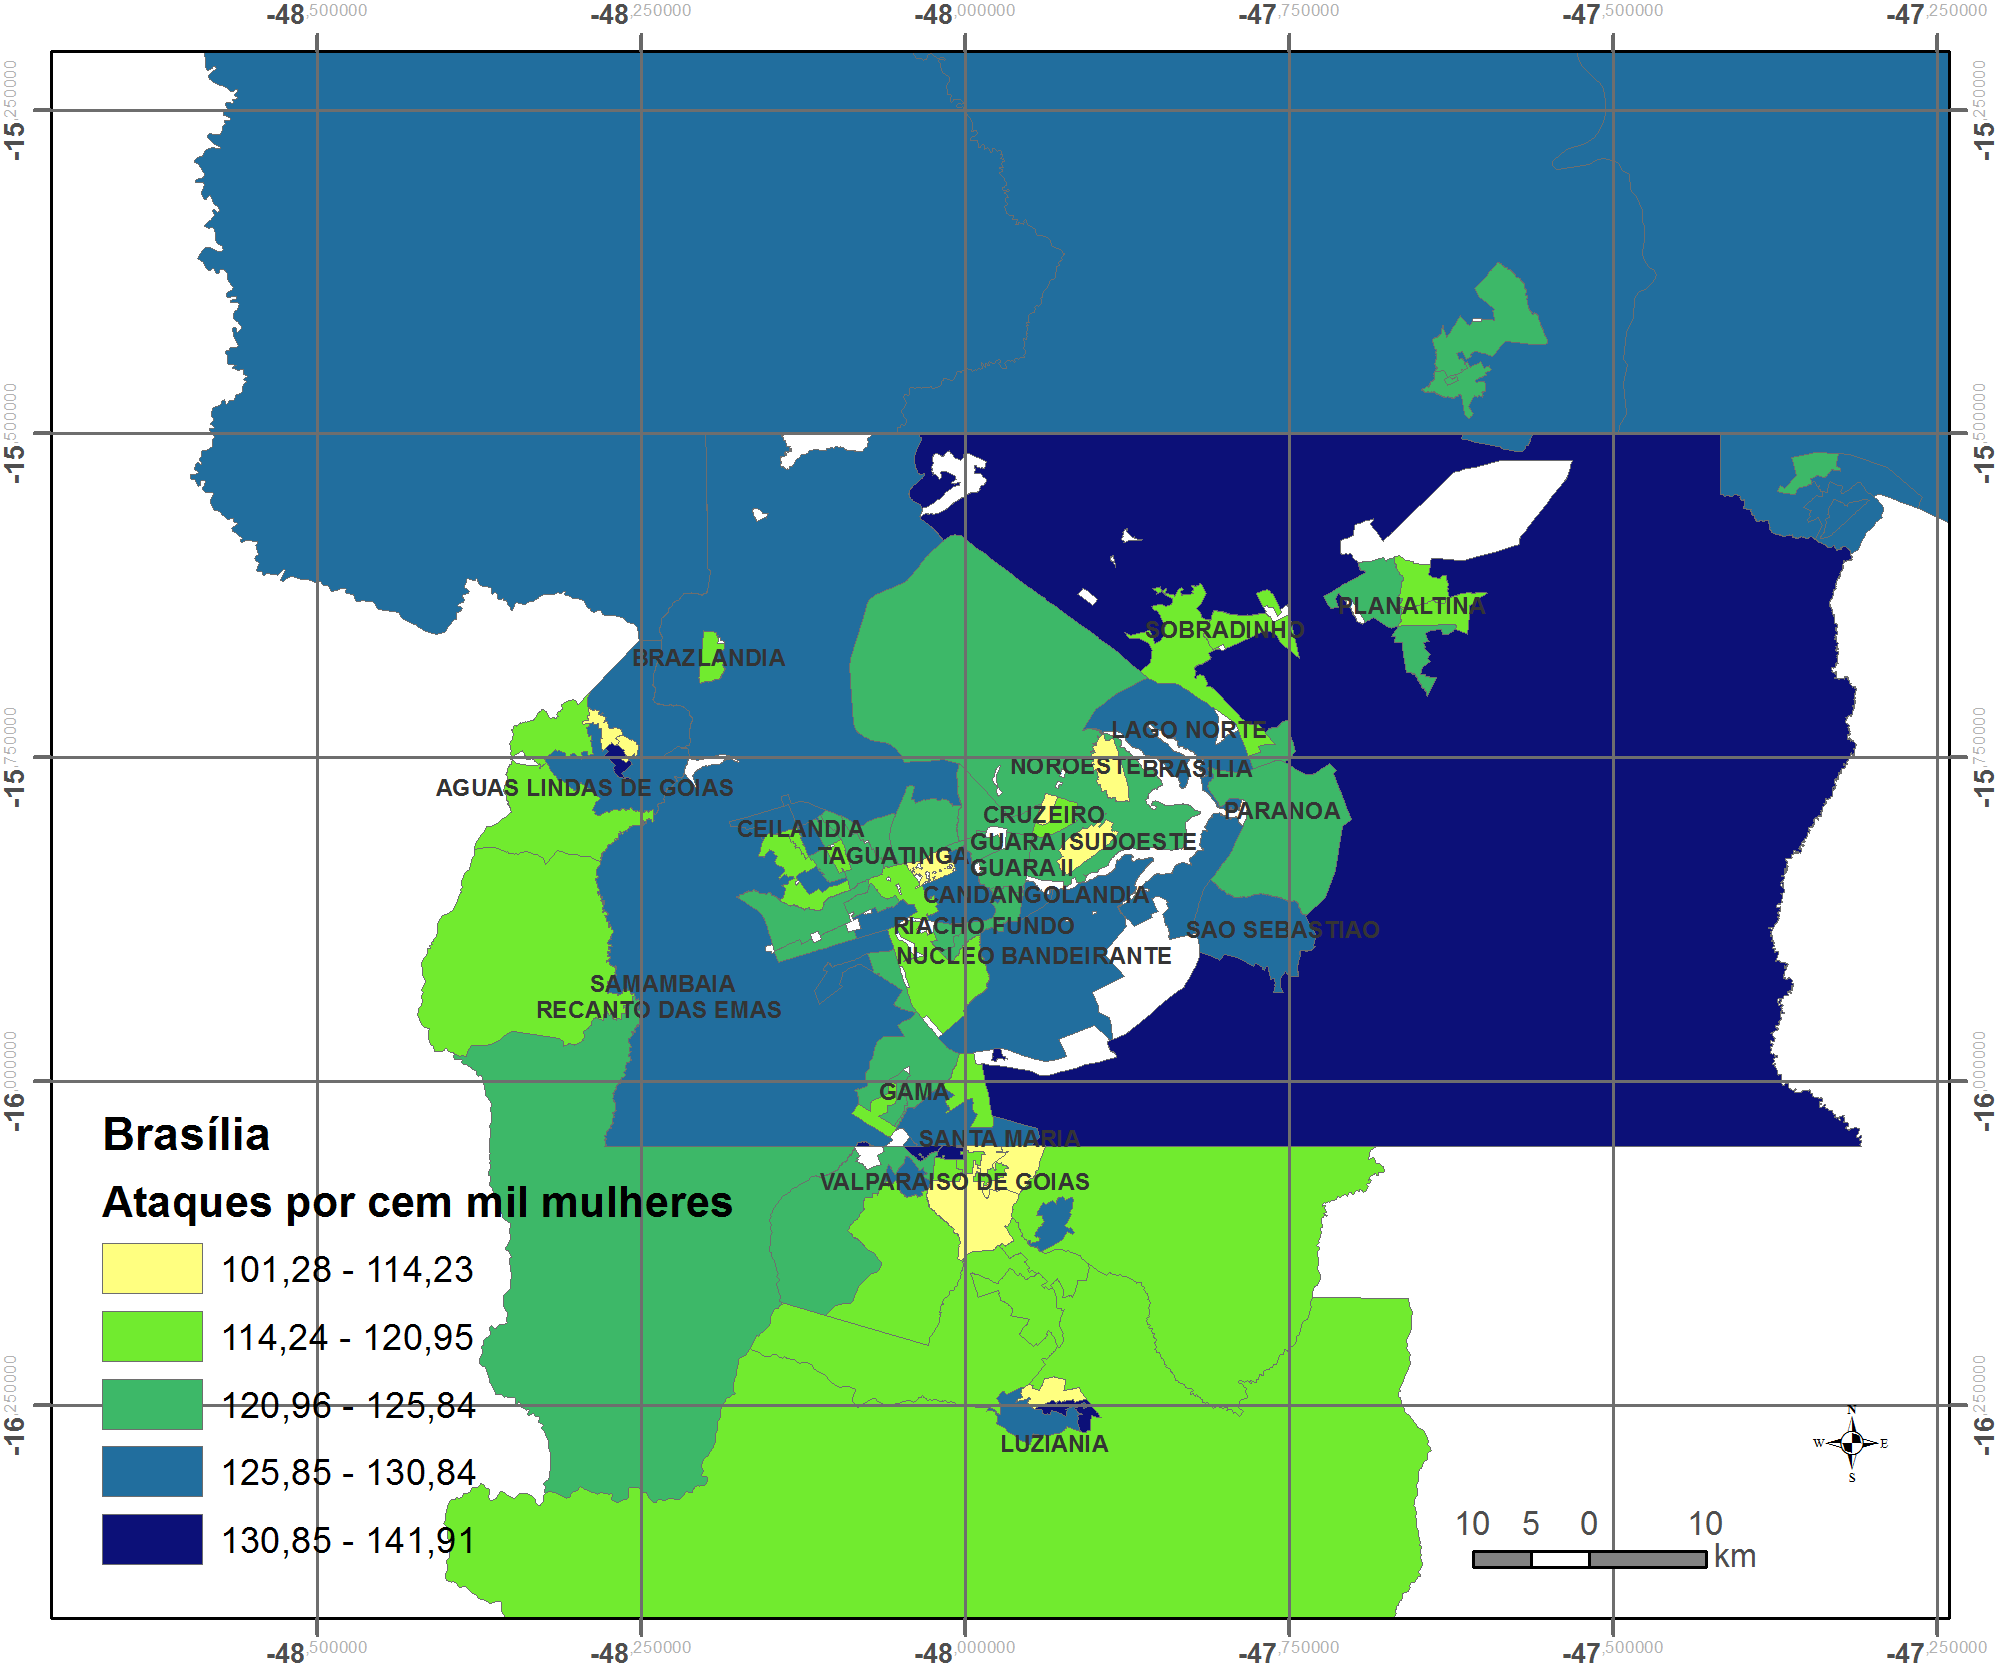 -48,500000 -48,250000 -48,000000 -47,750000 -47,500000 -47,250000
-15,250000 -15,250000
-15,500000 -15,500000
SOBRADINHO PLANALTINA
BRAZLANDIA
LAGO NORTE
-15,750000 -15,750000
NOROESTE BRASILIA
AGUAS LINDAS DE GOIAS
CEILANDIA CRUZEIRO PARANOA
TAGUATINGA GUARA I SUDOESTE
GUARA II
CANDANGOLANDIA
RIACHO FUNDO SAO SEBASTIAO
NUCLEO BANDEIRANTE
SAMAMBAIA
RECANTO DAS EMAS
-16,000000 -16,000000
GAMA
SANTA MARIA
VALPARAISO DE GOIAS
-16,250000 -16,250000
LUZIANIA
Brasília
Ataques por cem mil mulheres
101,28 - 114,23
114,24 - 120,95
120,96 - 125,84
125,85 - 130,84
130,85 - 141,91
N
W E
S
10 5 0 10
km
-48,500000 -48,250000 -48,000000 -47,750000 -47,500000 -47,250000